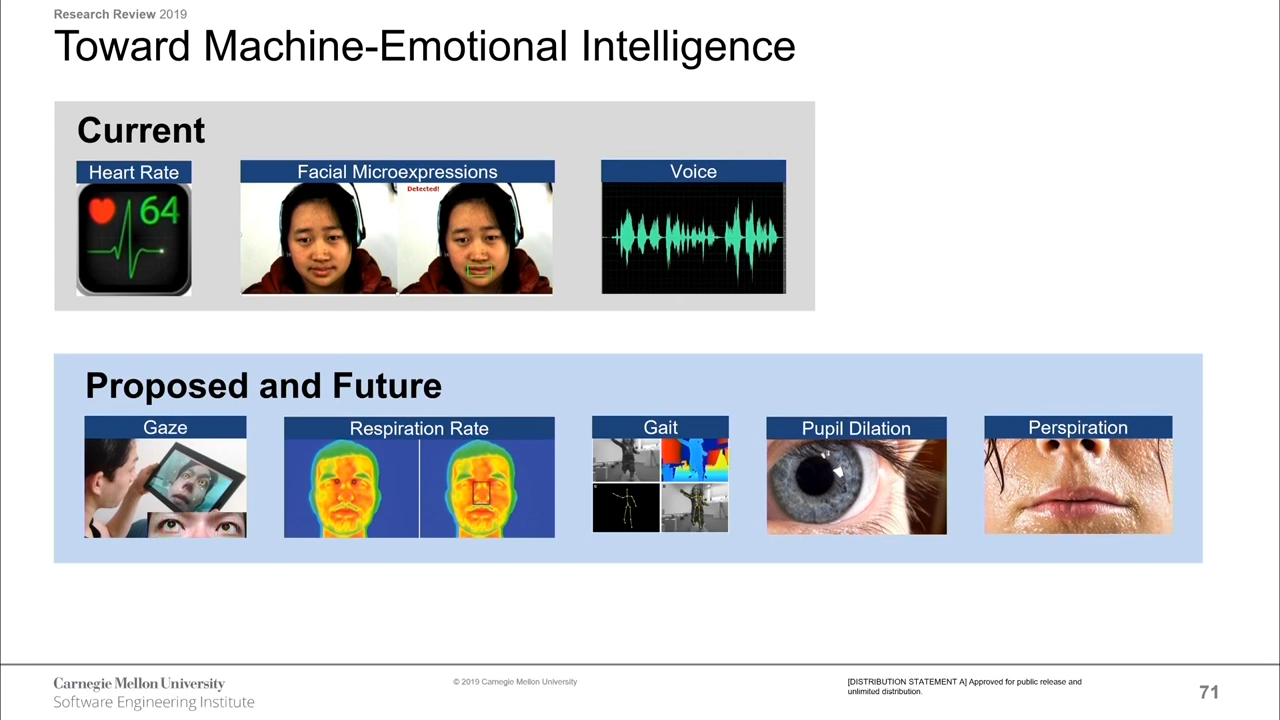 Research Review 2019
Toward Machine-Emotional Intelligence
Current
Heart Rate
Facial Microexpressions
Voice
64
Detected!
Proposed and Future
Gaze
Respiration Rate
Gait
Pupil Dilation
Perspiration
Carnegie Mellon University
Software Engineering Institute
© 2019 Carnegie Mellon University
[DISTRIBUTION STATEMENT A] Approved for public release and
unlimited distribution.
71